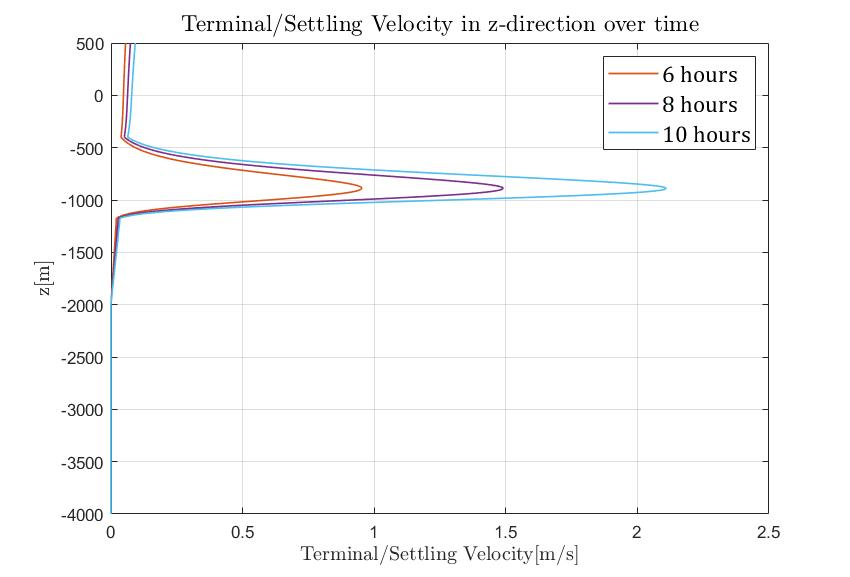 Terminal/Settling Velocity in z-direction over time
500
0
-500
-1000
-1500
-2000
-2500
-3000
-3500
-4000
z[m]
6 hours
8 hours
10 hours
0
0.5
1
1.5
2
2.5
Terminal/Settling Velocity[m/s]